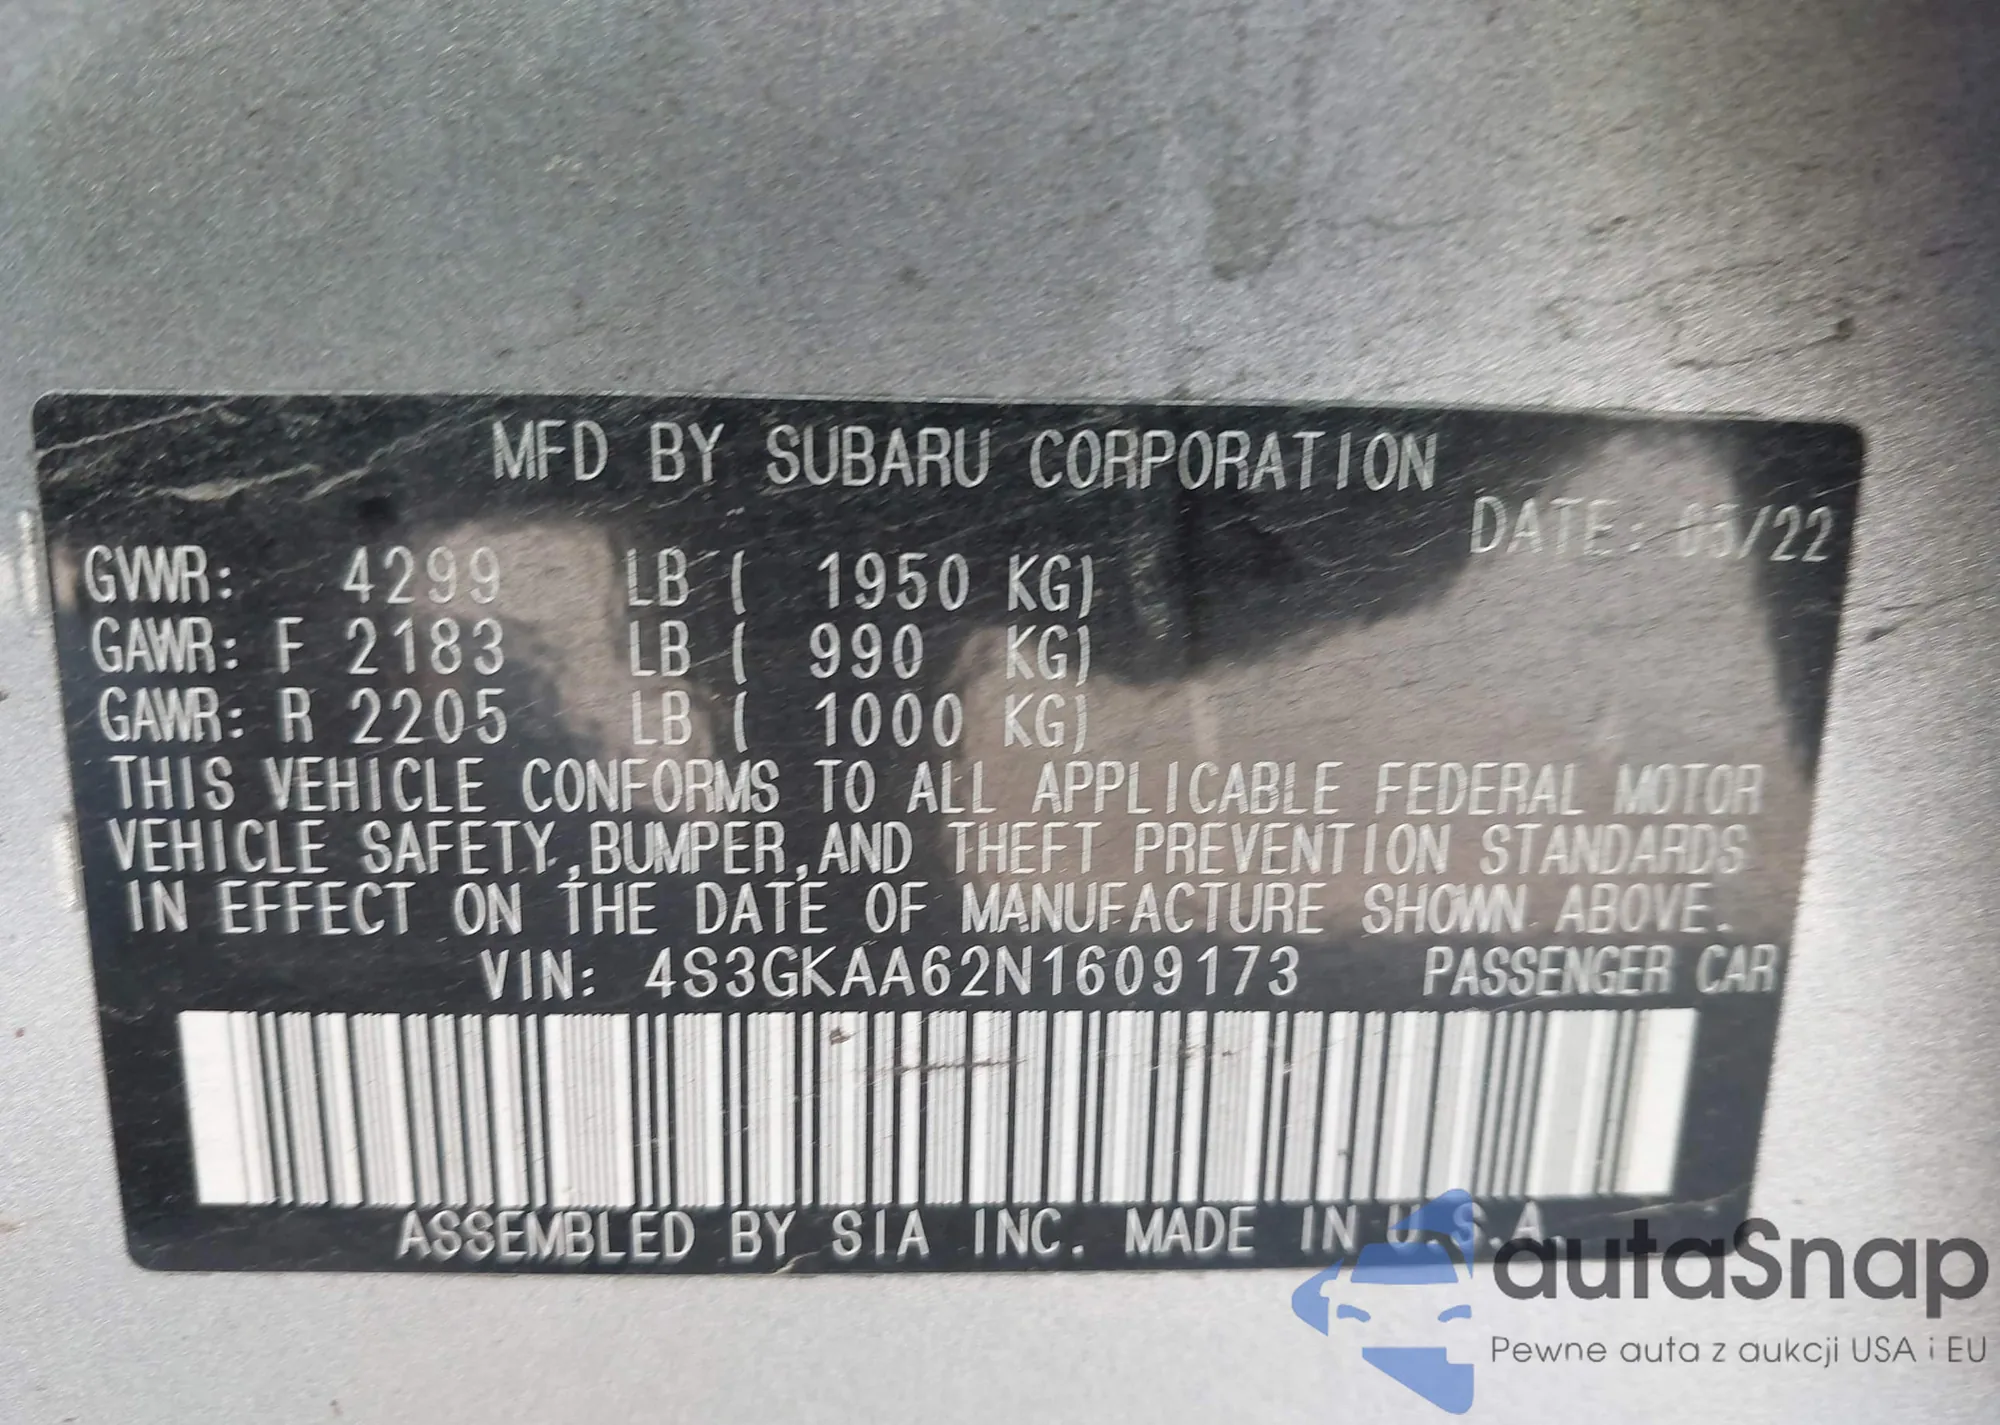 MFD BY SUBARU CORPORATION
DATE: 05/22
GVWR: 4299 LB ( 1950 KG)
GAWR: F 2183 LB ( 990 KG)
GAWR: R 2205 LB ( 1000 KG)
THIS VEHICLE CONFORMS TO ALL APPLICABLE FEDERAL MOTOR
VEHICLE SAFETY,BUMPER,AND THEFT PREVENTION STANDARDS
IN EFFECT ON THE DATE OF MANUFACTURE SHOWN ABOVE.
VIN: 4S3GKAA62N1609173 PASSENGER CAR
ASSEMBLED BY SIA INC. MADE IN U.S.A.
autaSnap
Pewne auta z aukcji USA i EU